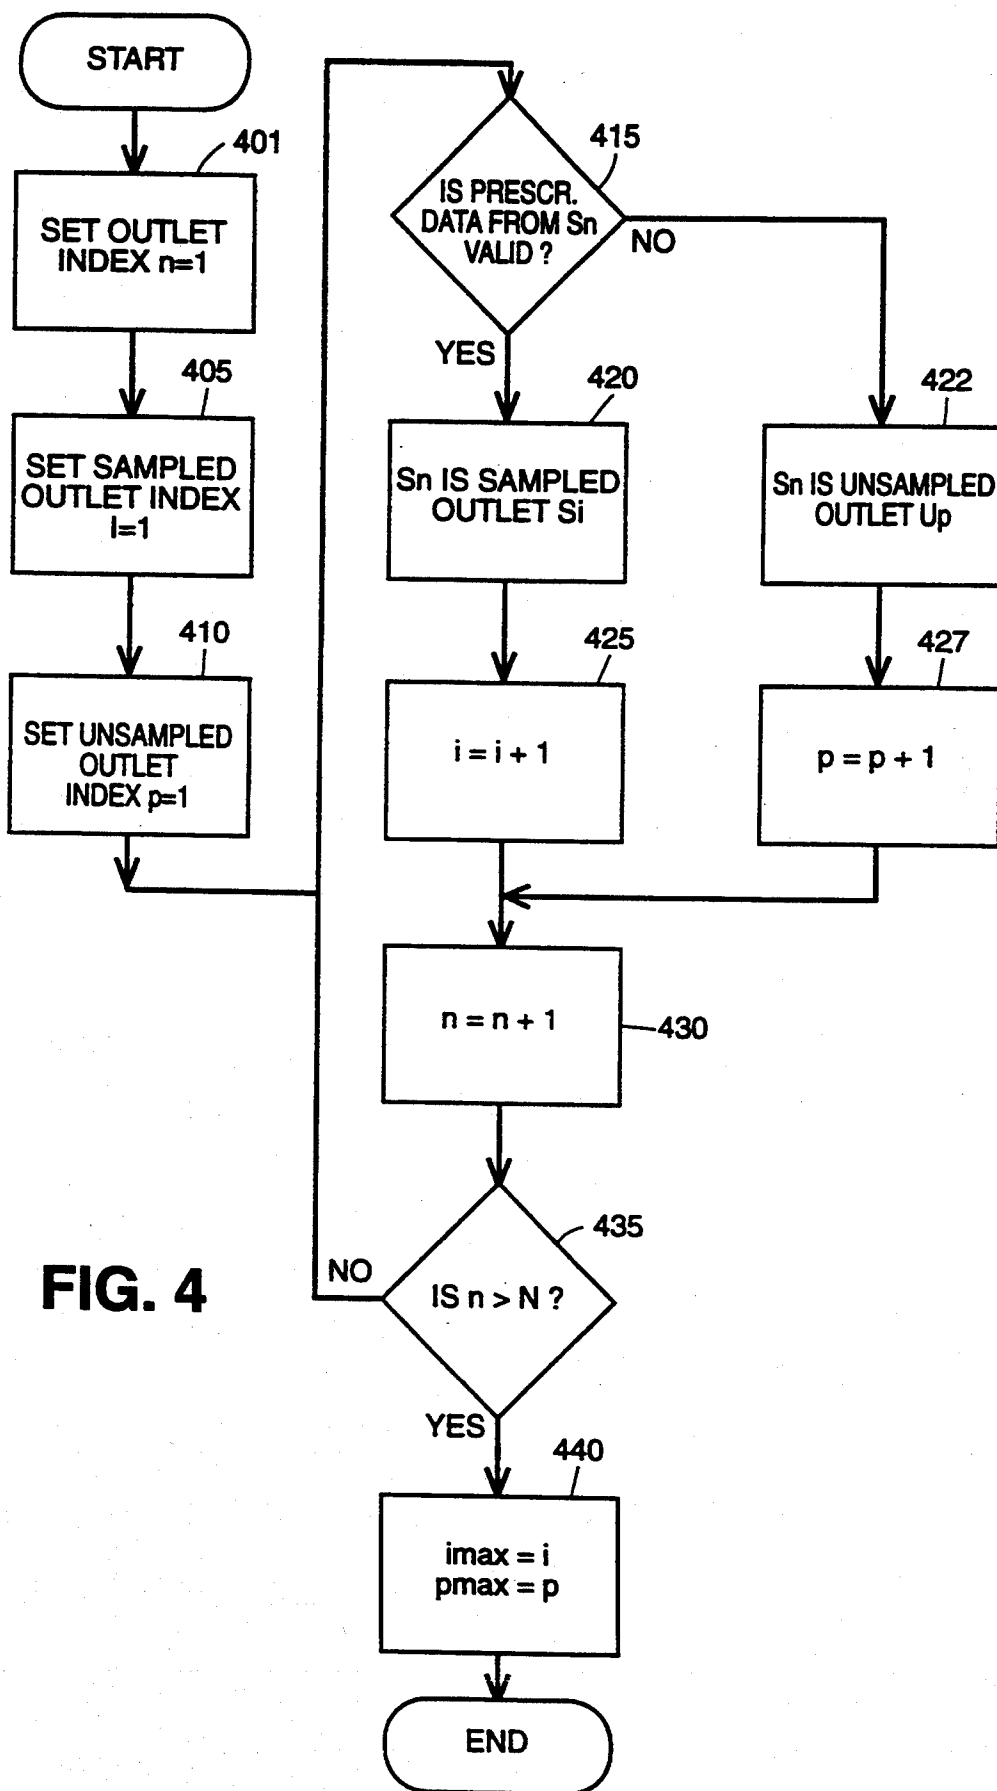 START
401
SET OUTLET
INDEX n=1
405
SET SAMPLED
OUTLET INDEX
I=1
410
SET UNSAMPLED
OUTLET
INDEX p=1
415
IS PRESCR.
DATA FROM Sn
VALID ?
NO
YES
420
Sn IS SAMPLED
OUTLET Si
422
Sn IS UNSAMPLED
OUTLET Up
425
i = i + 1
427
p = p + 1
n = n + 1
430
435
IS n > N ?
NO
YES
440
imax = i
pmax = p
END
FIG. 4